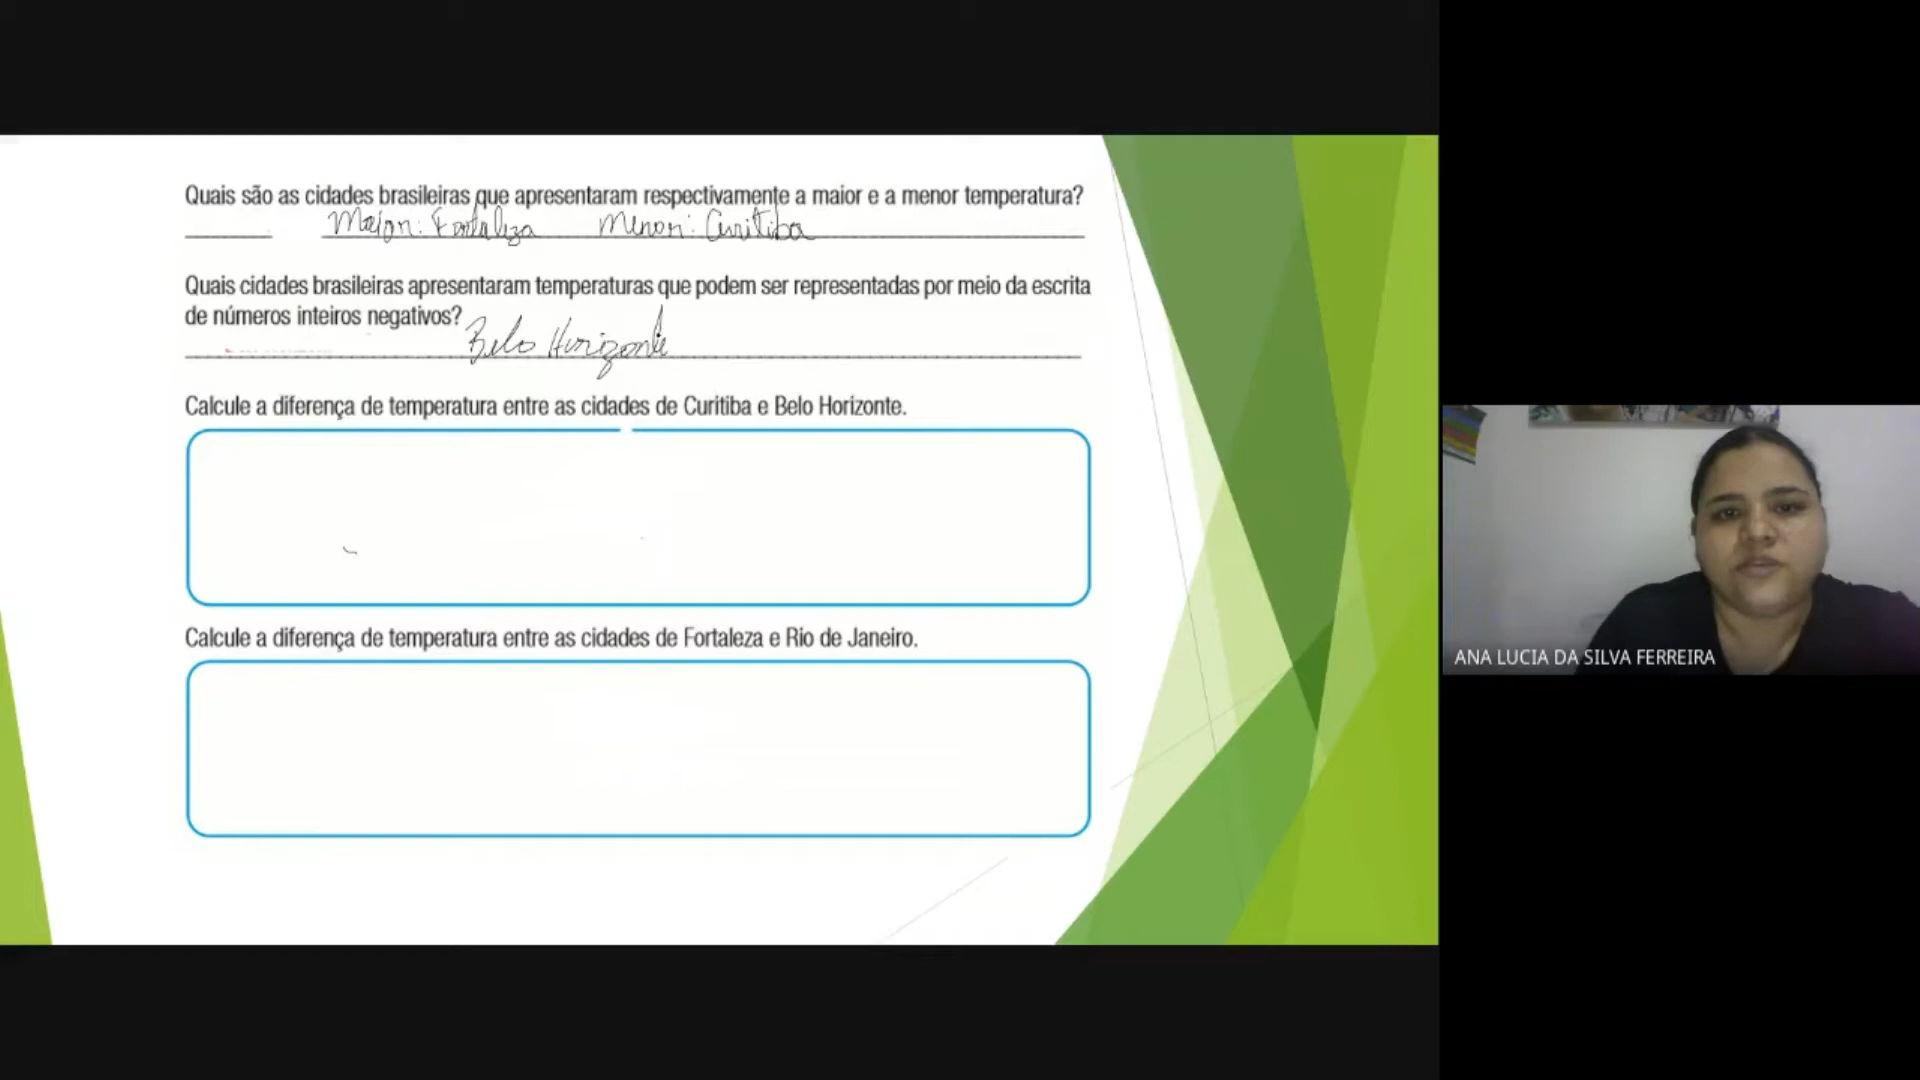 Quais são as cidades brasileiras que apresentaram respectivamente a maior e a menor temperatura?
Maior: Fortaleza Menor: Curitiba
Quais cidades brasileiras apresentaram temperaturas que podem ser representadas por meio da escrita
de números inteiros negativos?
Belo Horizonte
Calcule a diferença de temperatura entre as cidades de Curitiba e Belo Horizonte.
Calcule a diferença de temperatura entre as cidades de Fortaleza e Rio de Janeiro.
ANA LUCIA DA SILVA FERREIRA